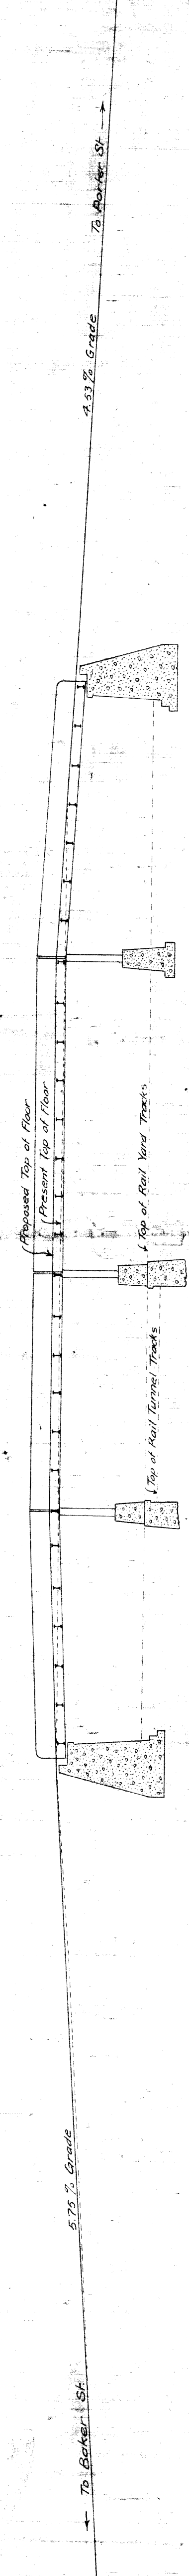 To Baker St.
5.75 % Grade
Proposed Top of Floor
Present Top of Floor
Top of Rail Tunnel Tracks
Top of Rail Yard Tracks
4.53 % Grade
To Porter St.